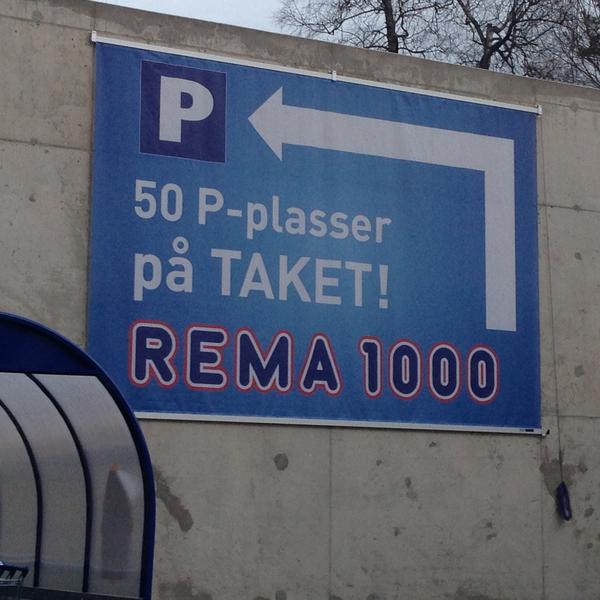 P
50 P-plasser
på TAKET!
REMA 1000